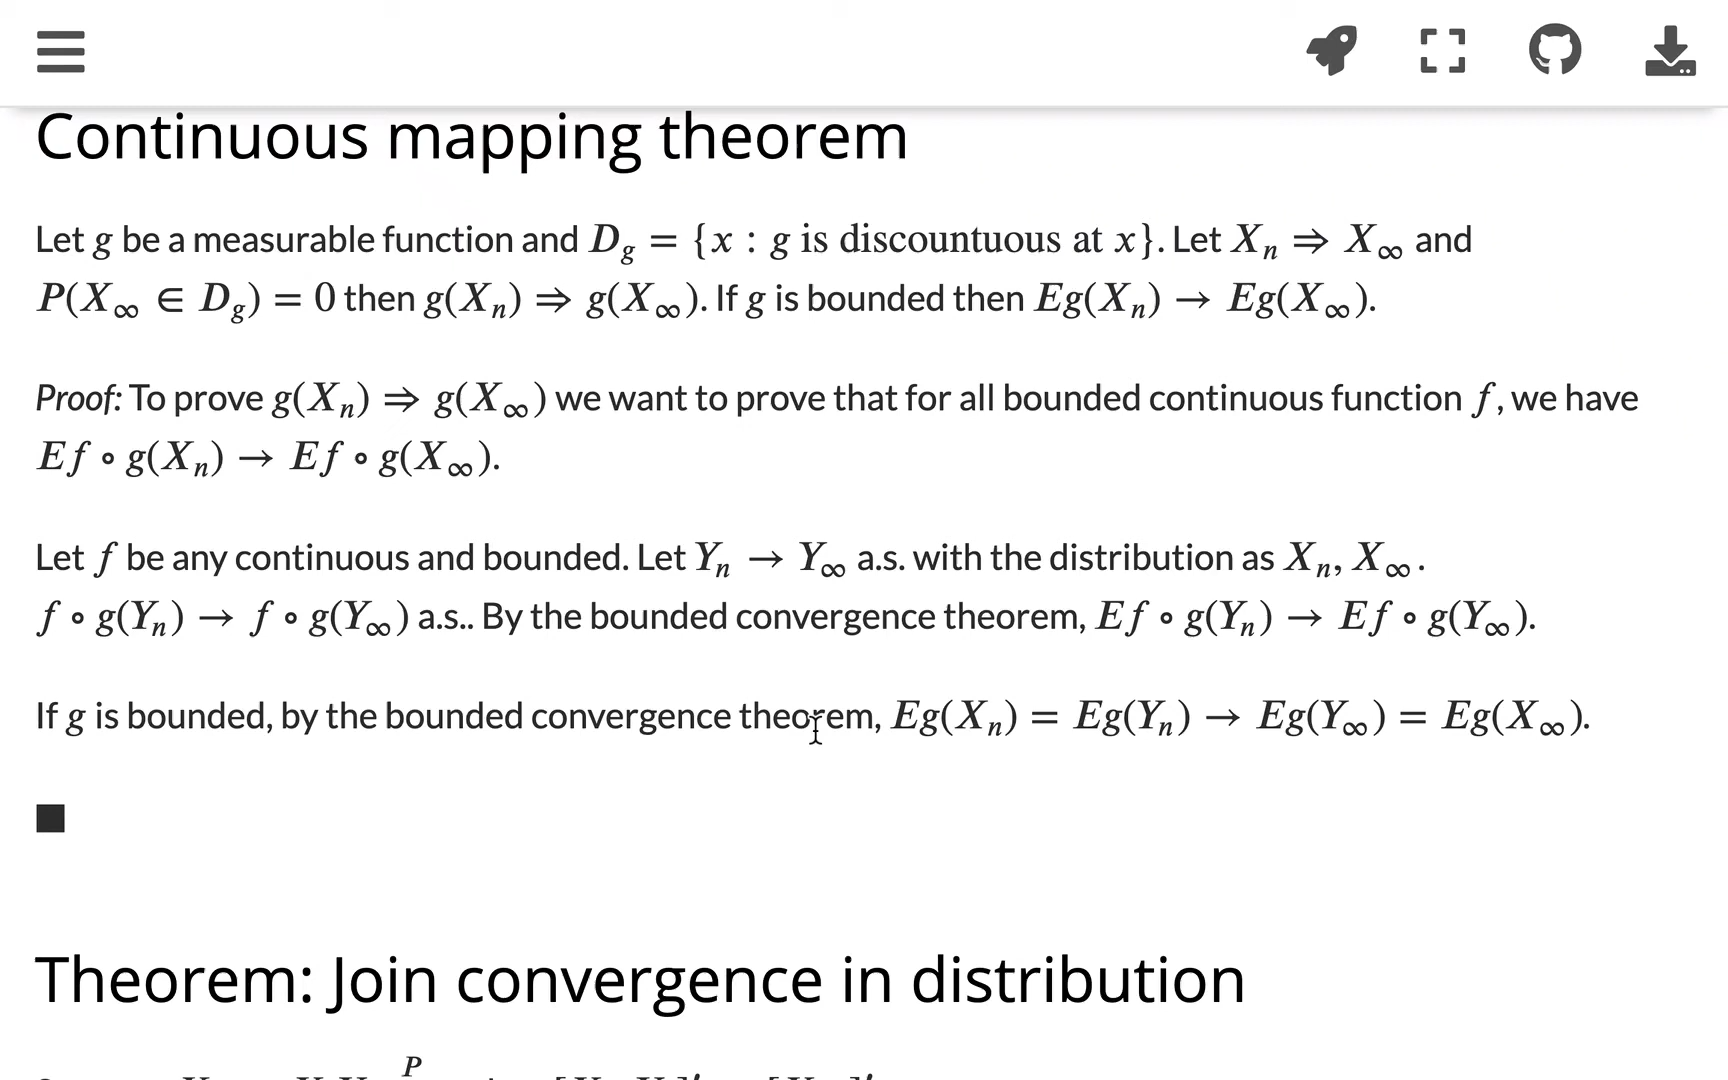 Continuous mapping theorem
Let g be a measurable function and D_g = {x : g is discountuous at x}. Let X_n ⇒ X_∞ and
P(X_∞ ∈ D_g) = 0 then g(X_n) ⇒ g(X_∞). If g is bounded then Eg(X_n) → Eg(X_∞).
Proof: To prove g(X_n) ⇒ g(X_∞) we want to prove that for all bounded continuous function f, we have
Ef ∘ g(X_n) → Ef ∘ g(X_∞).
Let f be any continuous and bounded. Let Y_n → Y_∞ a.s. with the distribution as X_n, X_∞.
f ∘ g(Y_n) → f ∘ g(Y_∞) a.s.. By the bounded convergence theorem, Ef ∘ g(Y_n) → Ef ∘ g(Y_∞).
If g is bounded, by the bounded convergence theorem, Eg(X_n) = Eg(Y_n) → Eg(Y_∞) = Eg(X_∞).
■
Theorem: Join convergence in distribution
P